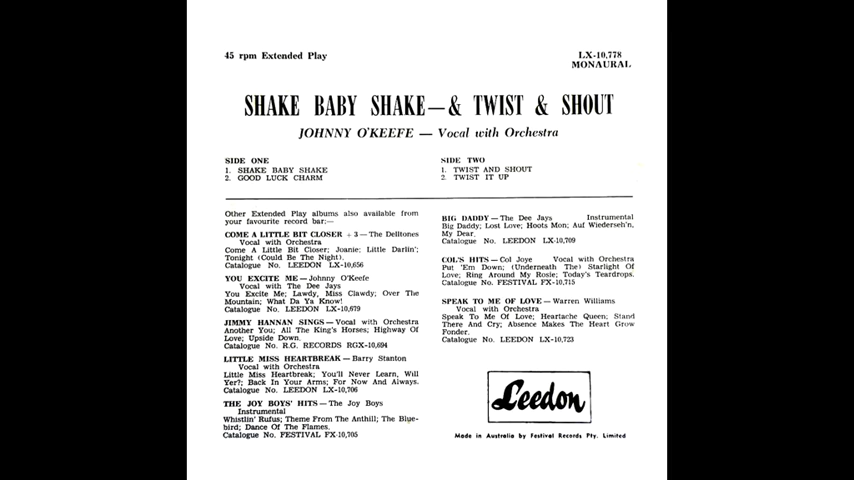 45 rpm Extended Play
LX-10,778
MONAURAL
SHAKE BABY SHAKE—& TWIST & SHOUT
JOHNNY O'KEEFE — Vocal with Orchestra
SIDE ONE
1. SHAKE BABY SHAKE
2. GOOD LUCK CHARM
SIDE TWO
1. TWIST AND SHOUT
2. TWIST IT UP
Other Extended Play albums also available from
your favourite record bar:—
COME A LITTLE BIT CLOSER + 3 — The Delltones
Vocal with Orchestra
Come A Little Bit Closer; Joanie; Little Darlin';
Tonight (Could Be The Night).
Catalogue No. LEEDON LX-10,656
YOU EXCITE ME — Johnny O'Keefe
Vocal with The Dee Jays
You Excite Me; Lawdy, Miss Clawdy; Over The
Mountain; What Da Ya Know!
Catalogue No. LEEDON LX-10,679
JIMMY HANNAN SINGS — Vocal with Orchestra
Another You; All The King's Horses; Highway Of
Love; Upside Down.
Catalogue No. R.G. RECORDS RGX-10,694
LITTLE MISS HEARTBREAK — Barry Stanton
Vocal with Orchestra
Little Miss Heartbreak; You'll Never Learn, Will
Yer?; Back In Your Arms; For Now And Always.
Catalogue No. LEEDON LX-10,706
THE JOY BOYS' HITS — The Joy Boys
Instrumental
Whistlin' Rufus; Theme From The Anthill; The Blue-
bird; Dance Of The Flames.
Catalogue No. FESTIVAL FX-10,705
BIG DADDY — The Dee Jays Instrumental
Big Daddy; Lost Love; Hoots Mon; Auf Wiederseh'n,
My Dear.
Catalogue No. LEEDON LX-10,709
COL'S HITS — Col Joye Vocal with Orchestra
Put 'Em Down; (Underneath The) Starlight Of
Love; Ring Around My Rosie; Today's Teardrops.
Catalogue No. FESTIVAL FX-10,715
SPEAK TO ME OF LOVE — Warren Williams
Vocal with Orchestra
Speak To Me Of Love; Heartache Queen; Stand
There And Cry; Absence Makes The Heart Grow
Fonder.
Catalogue No. LEEDON LX-10,723
Leedon
Made in Australia by Festival Records Pty. Limited